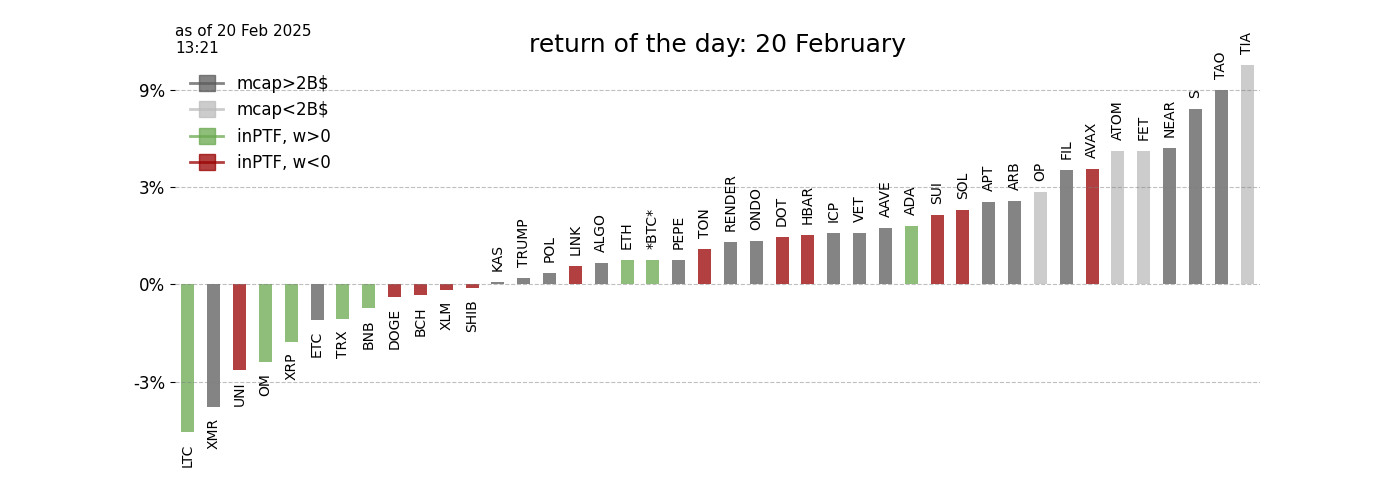 as of 20 Feb 2025
13:21
return of the day: 20 February
mcap>2B$
mcap<2B$
inPTF, w>0
inPTF, w<0
9%
3%
0%
-3%
LTC
XMR
UNI
OM
XRP
ETC
TRX
BNB
DOGE
BCH
XLM
SHIB
KAS
TRUMP
POL
LINK
ALGO
ETH
*BTC*
PEPE
TON
RENDER
ONDO
DOT
HBAR
ICP
VET
AAVE
ADA
SUI
SOL
APT
ARB
OP
FIL
AVAX
ATOM
FET
NEAR
S
TAO
TIA